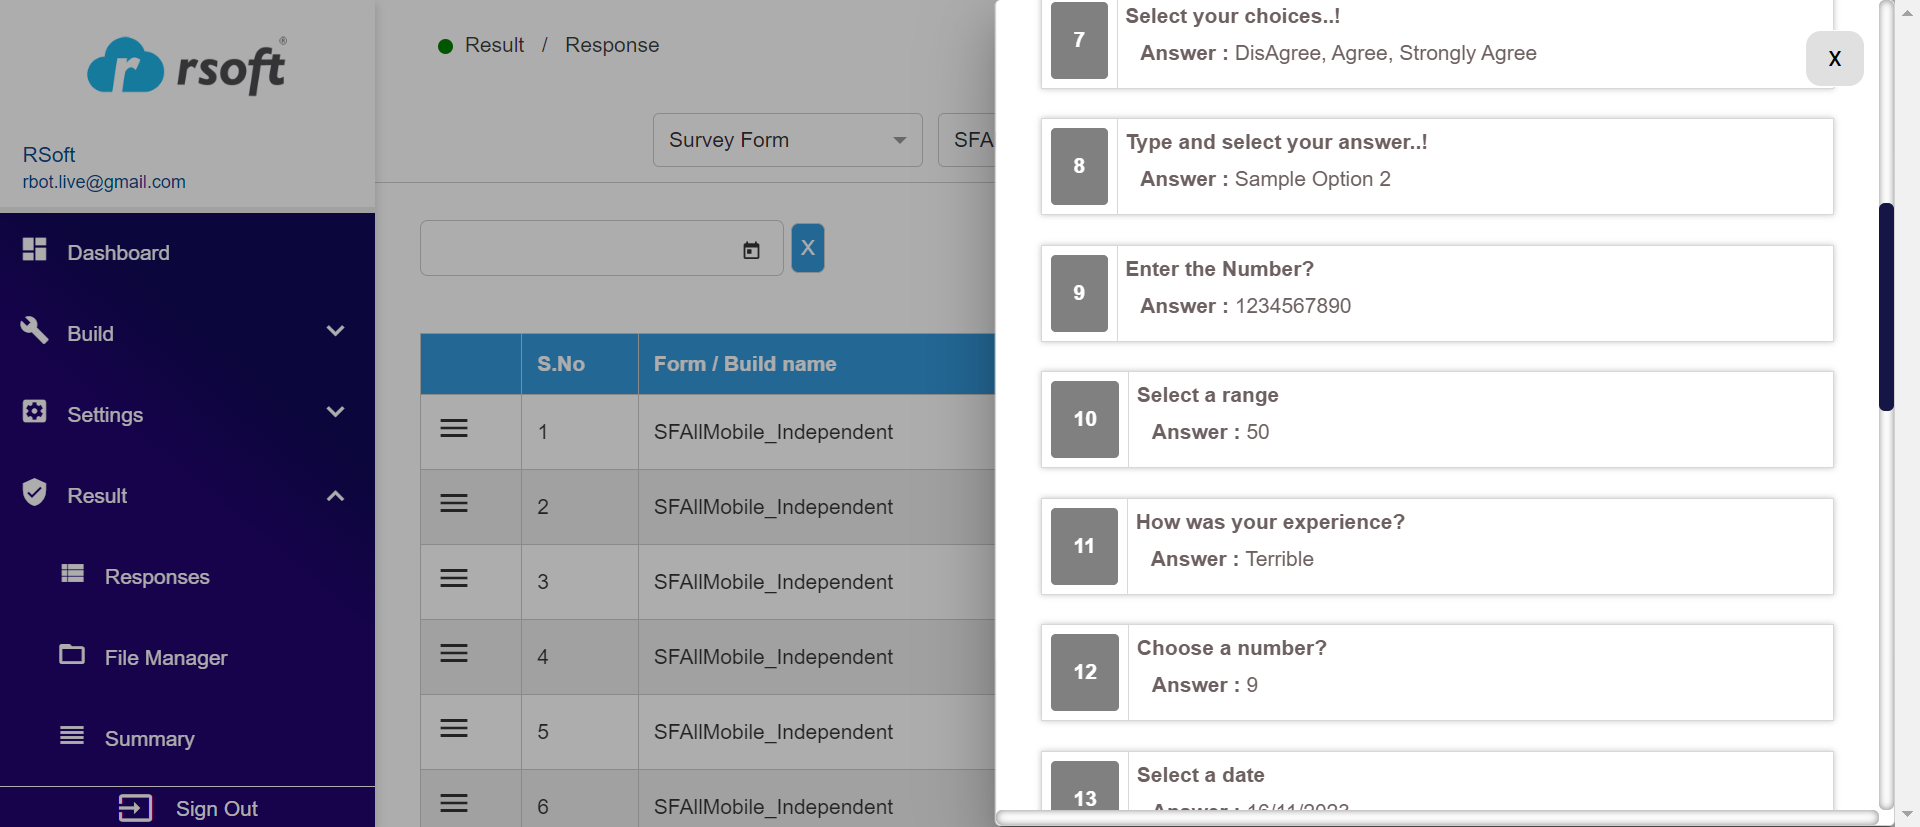 rsoft®
RSoft
rbot.live@gmail.com
Dashboard
Build
Settings
Result
Responses
File Manager
Summary
Sign Out
Result / Response
Survey Form
SFA
X
S.No Form / Build name
1 SFAllMobile_Independent
2 SFAllMobile_Independent
3 SFAllMobile_Independent
4 SFAllMobile_Independent
5 SFAllMobile_Independent
6 SFAllMobile_Independent
X
7 Select your choices..!
Answer : DisAgree, Agree, Strongly Agree
8 Type and select your answer..!
Answer : Sample Option 2
9 Enter the Number?
Answer : 1234567890
10 Select a range
Answer : 50
11 How was your experience?
Answer : Terrible
12 Choose a number?
Answer : 9
13 Select a date
Answer : 16/11/2023